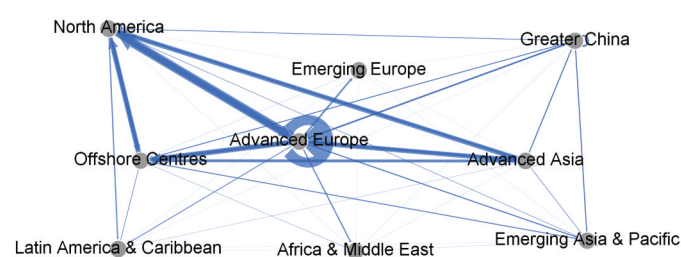 North America
Greater China
Emerging Europe
Advanced Europe
Offshore Centres
Advanced Asia
Latin America & Caribbean
Africa & Middle East
Emerging Asia & Pacific